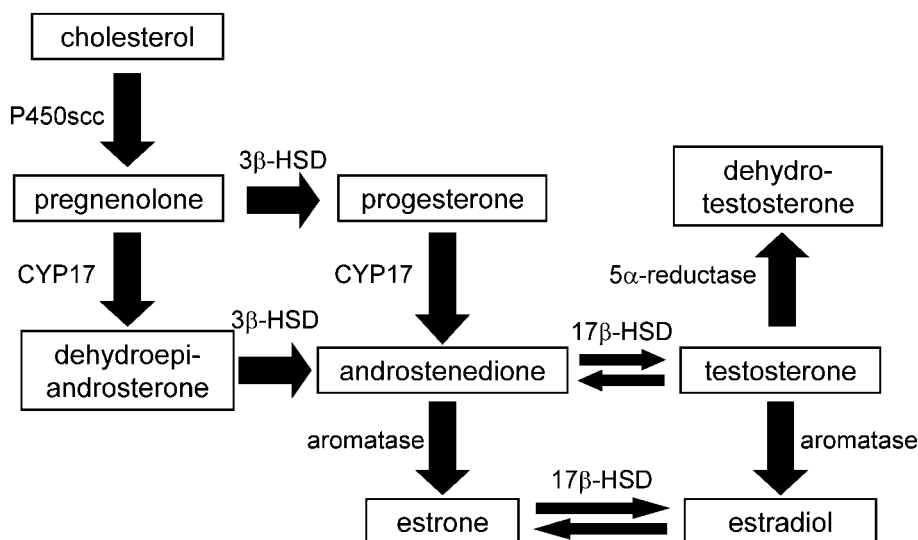 cholesterol
P450scc
3β-HSD
pregnenolone
progesterone
dehydro-
testosterone
CYP17
CYP17
5α-reductase
3β-HSD
17β-HSD
dehydroepi-
androsterone
androstenedione
testosterone
aromatase
aromatase
17β-HSD
estrone
estradiol